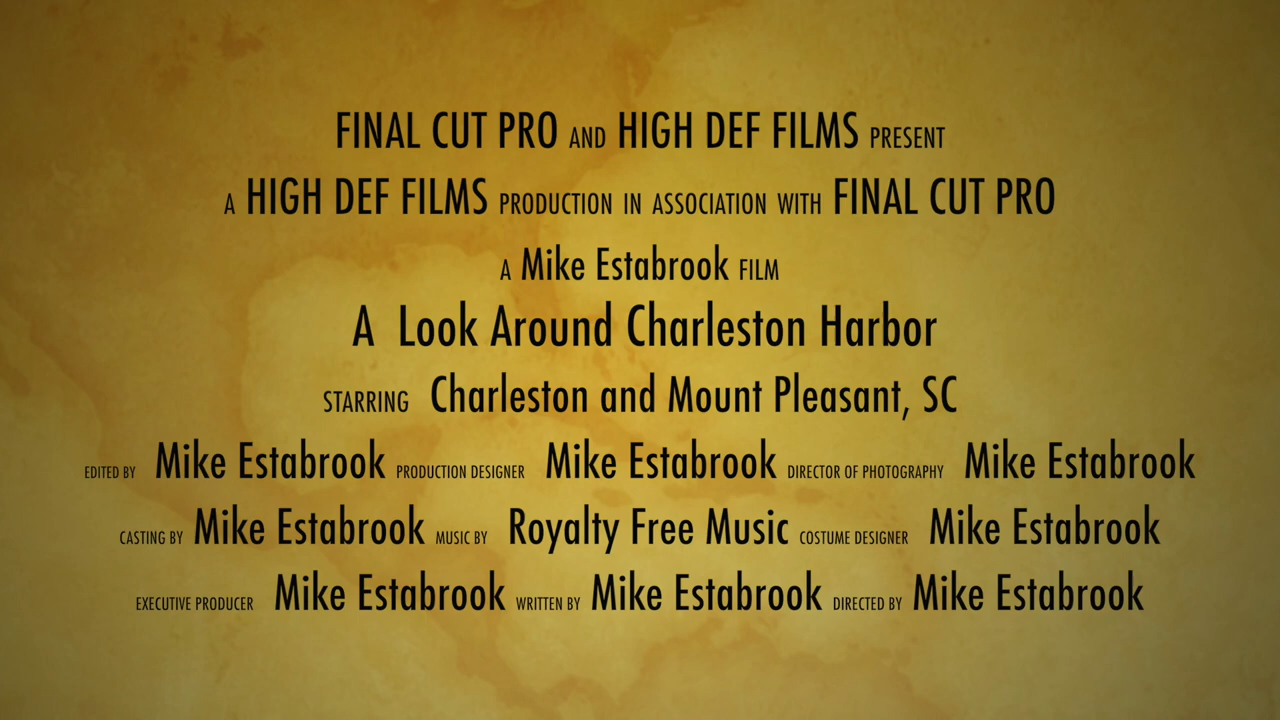 FINAL CUT PRO AND HIGH DEF FILMS PRESENT
A HIGH DEF FILMS PRODUCTION IN ASSOCIATION WITH FINAL CUT PRO
A Mike Estabrook FILM
A Look Around Charleston Harbor
STARRING Charleston and Mount Pleasant, SC
EDITED BY Mike Estabrook PRODUCTION DESIGNER Mike Estabrook DIRECTOR OF PHOTOGRAPHY Mike Estabrook
CASTING BY Mike Estabrook MUSIC BY Royalty Free Music COSTUME DESIGNER Mike Estabrook
EXECUTIVE PRODUCER Mike Estabrook WRITTEN BY Mike Estabrook DIRECTED BY Mike Estabrook